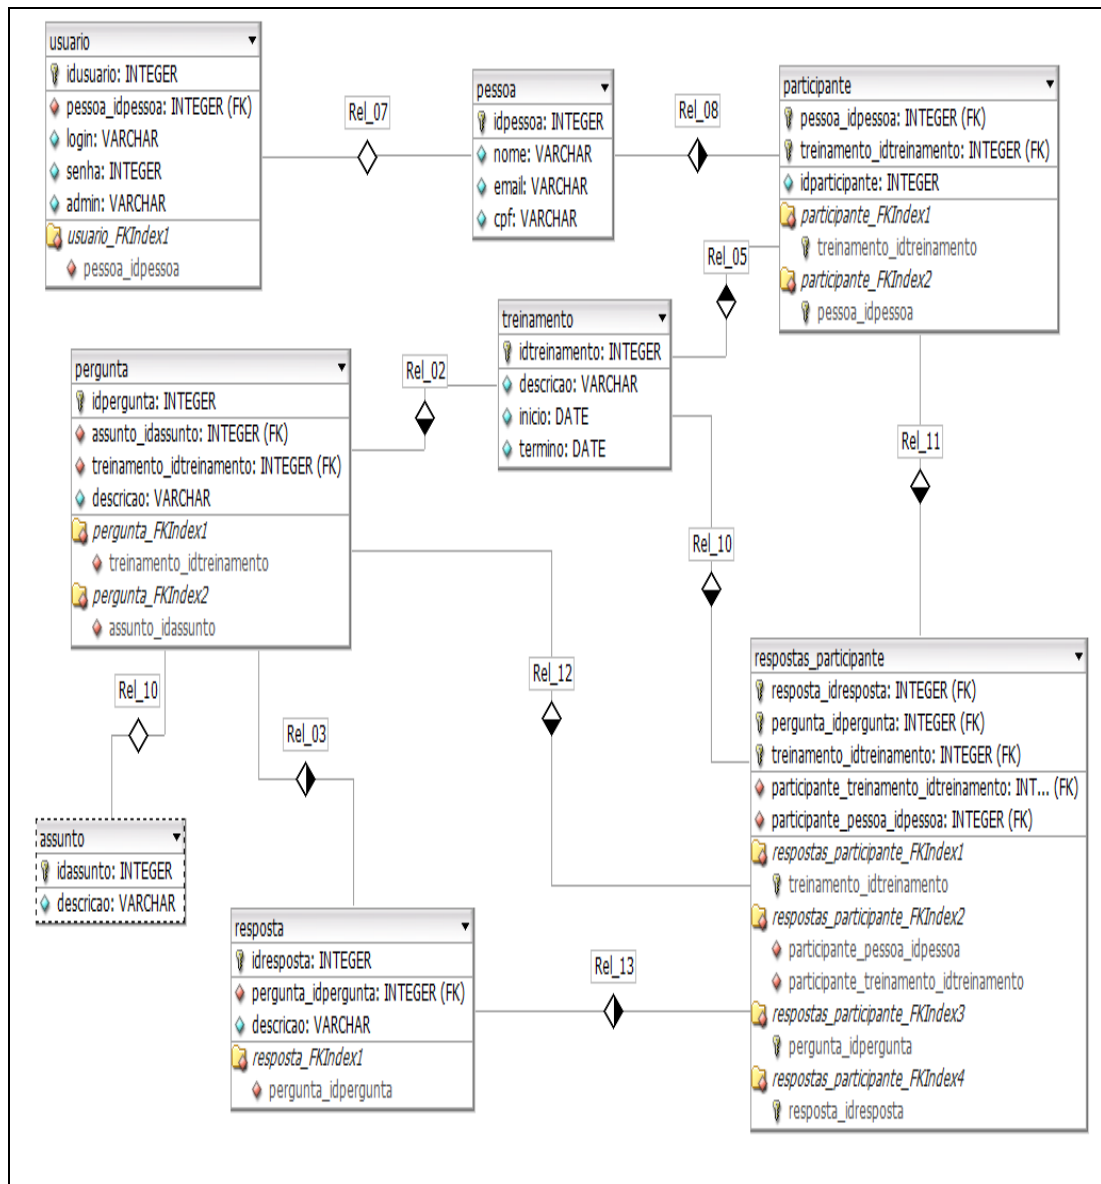 usuario
idusuario: INTEGER
pessoa_idpessoa: INTEGER (FK)
login: VARCHAR
senha: INTEGER
admin: VARCHAR
usuario_FKIndex1
pessoa_idpessoa
Rel_07
pessoa
idpessoa: INTEGER
nome: VARCHAR
email: VARCHAR
cpf: VARCHAR
Rel_08
participante
pessoa_idpessoa: INTEGER (FK)
treinamento_idtreinamento: INTEGER (FK)
idparticipante: INTEGER
participante_FKIndex1
treinamento_idtreinamento
participante_FKIndex2
pessoa_idpessoa
Rel_05
treinamento
idtreinamento: INTEGER
descricao: VARCHAR
inicio: DATE
termino: DATE
Rel_02
pergunta
idpergunta: INTEGER
assunto_idassunto: INTEGER (FK)
treinamento_idtreinamento: INTEGER (FK)
descricao: VARCHAR
pergunta_FKIndex1
treinamento_idtreinamento
pergunta_FKIndex2
assunto_idassunto
Rel_11
Rel_10
Rel_12
Rel_10
Rel_03
respostas_participante
resposta_idresposta: INTEGER (FK)
pergunta_idpergunta: INTEGER (FK)
treinamento_idtreinamento: INTEGER (FK)
participante_treinamento_idtreinamento: INT... (FK)
participante_pessoa_idpessoa: INTEGER (FK)
respostas_participante_FKIndex1
treinamento_idtreinamento
respostas_participante_FKIndex2
participante_pessoa_idpessoa
participante_treinamento_idtreinamento
respostas_participante_FKIndex3
pergunta_idpergunta
respostas_participante_FKIndex4
resposta_idresposta
assunto
idassunto: INTEGER
descricao: VARCHAR
resposta
idresposta: INTEGER
pergunta_idpergunta: INTEGER (FK)
descricao: VARCHAR
resposta_FKIndex1
pergunta_idpergunta
Rel_13